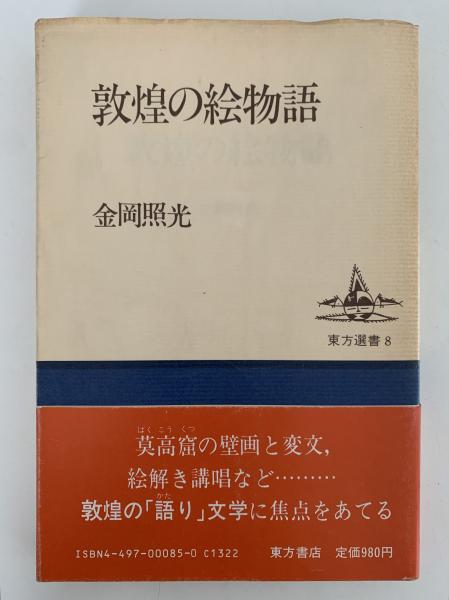 敦煌の絵物語
金岡照光
東方選書 8
はく こう くつ
莫高窟の壁画と変文,
絵解き講唱など………
かた
敦煌の「語り」文学に焦点をあてる
ISBN4-497-00085-0 C1322 東方書店 定価980円